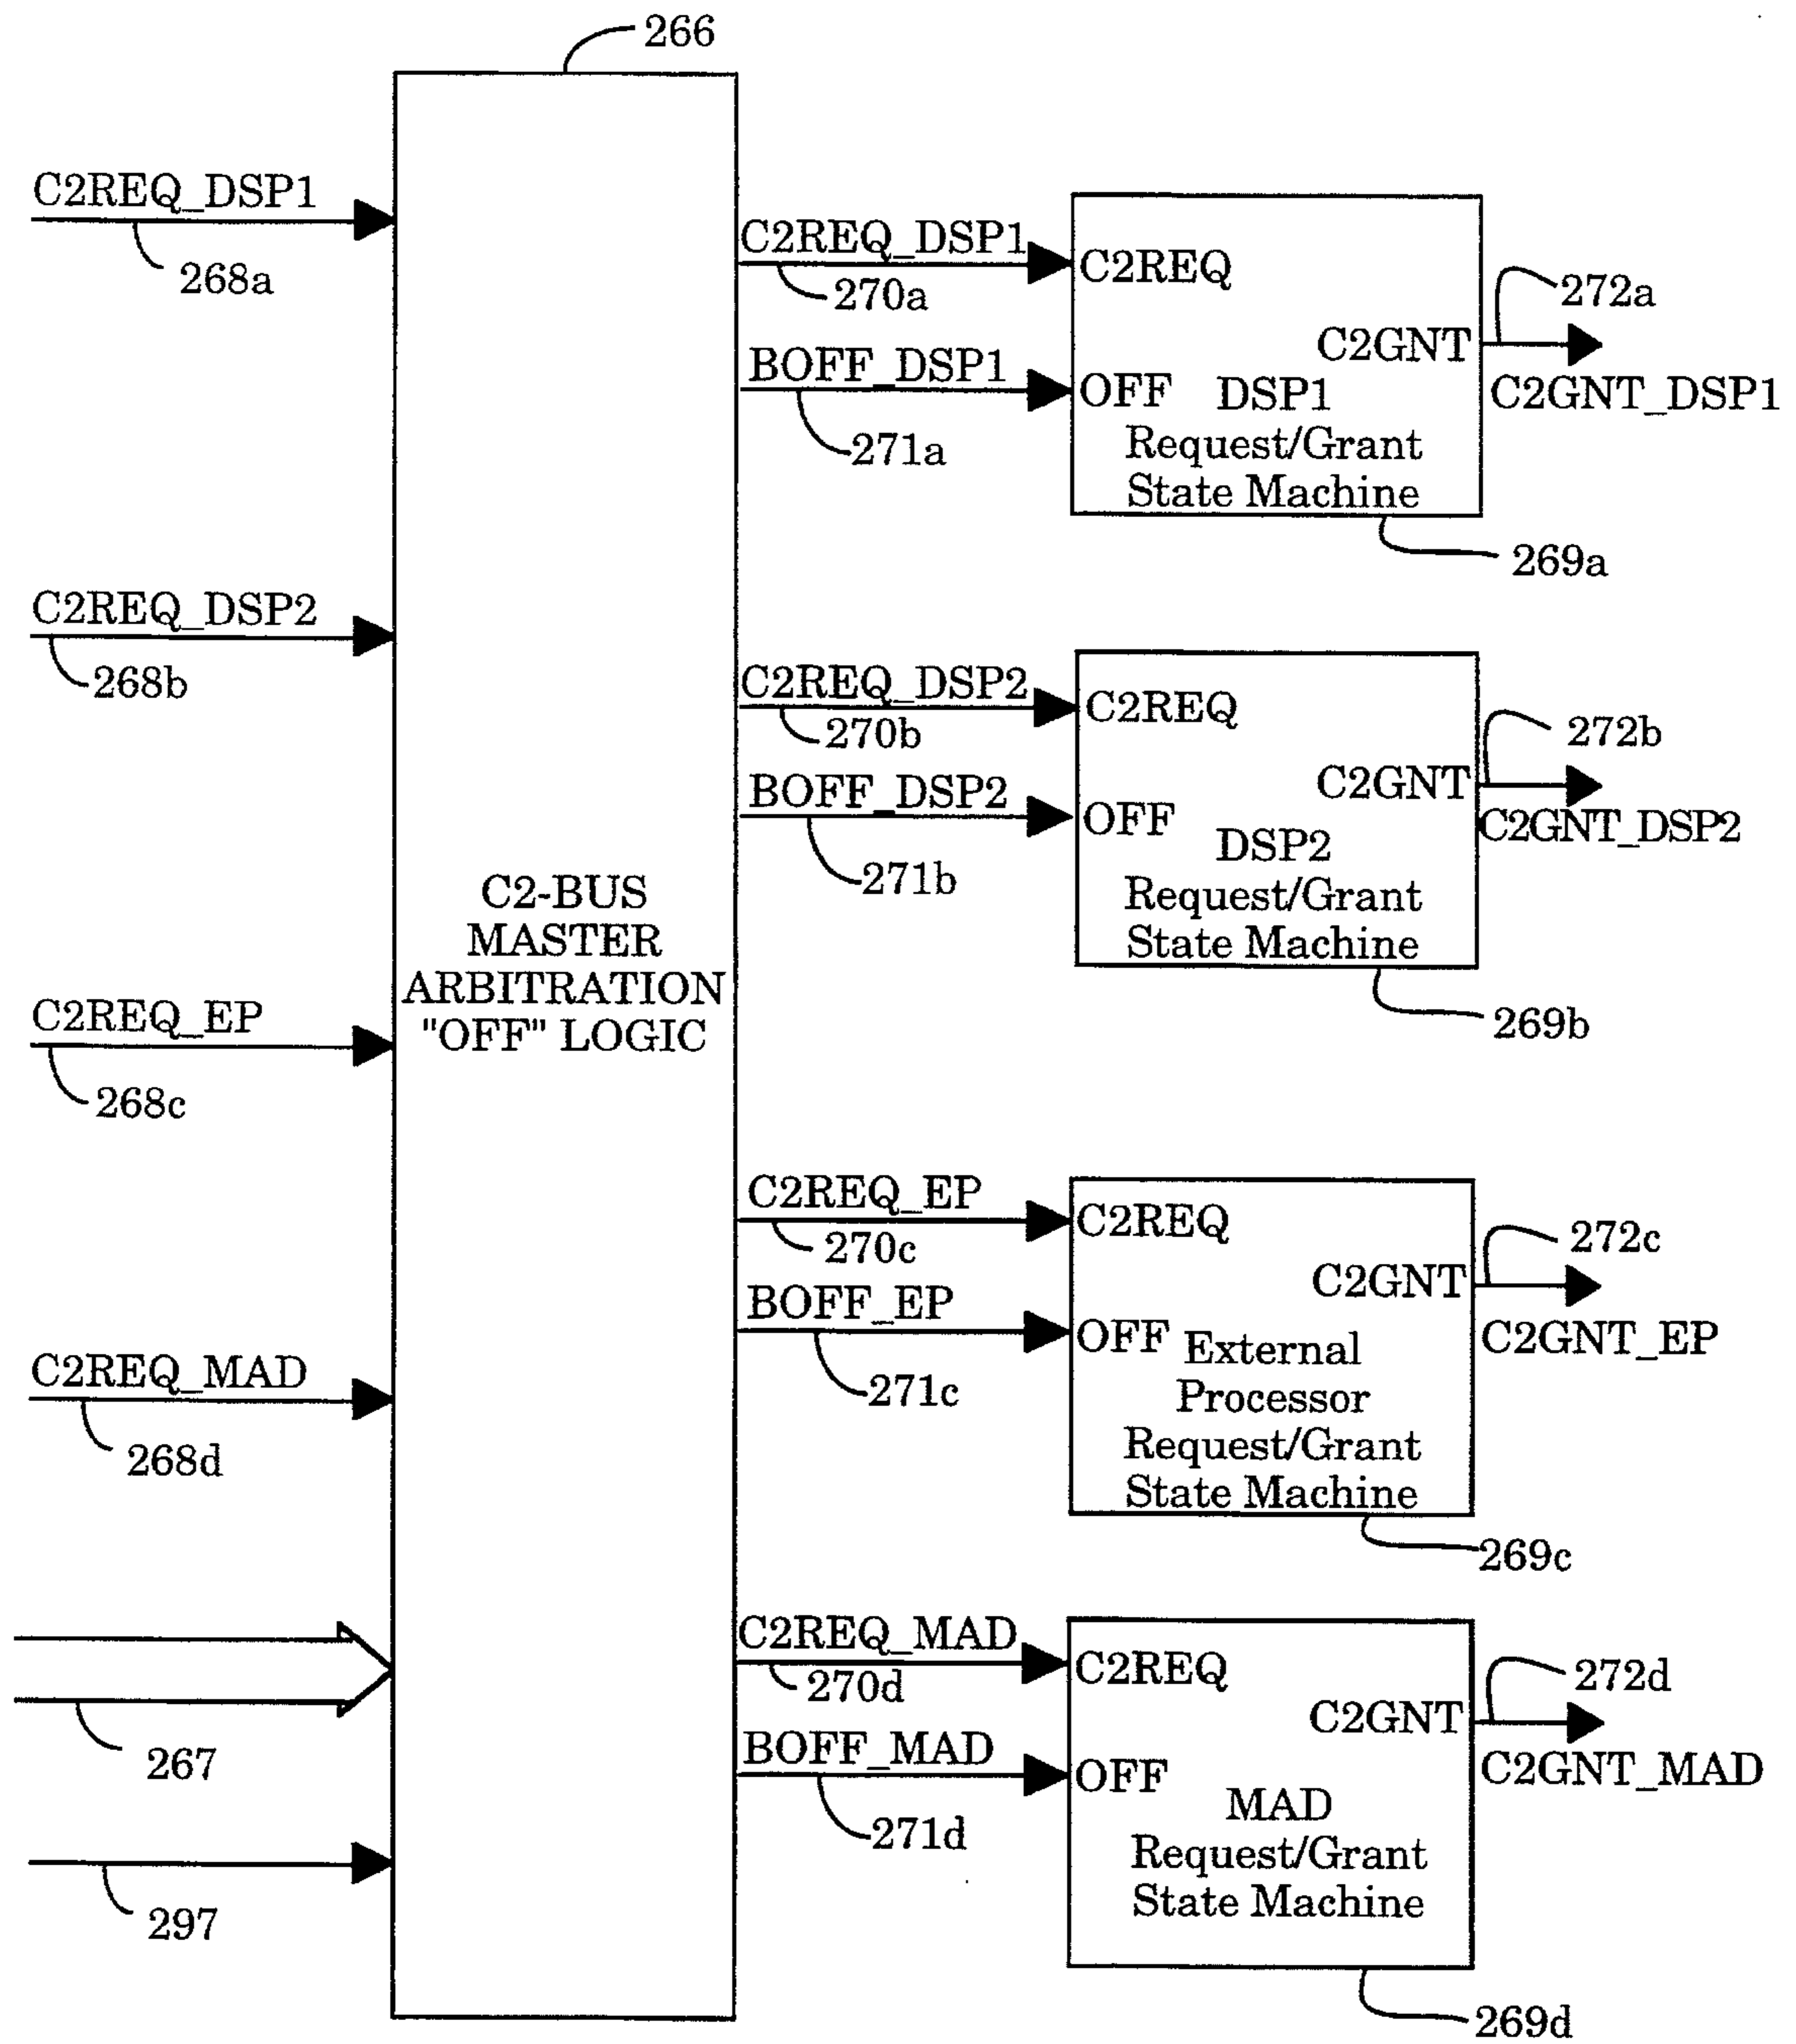 266
C2REQ_DSP1
268a
C2REQ_DSP2
268b
C2REQ_EP
268c
C2REQ_MAD
268d
267
297
C2-BUS
MASTER
ARBITRATION
"OFF" LOGIC
C2REQ_DSP1
270a
BOFF_DSP1
271a
C2REQ
OFF
C2GNT
DSP1
Request/Grant
State Machine
269a
272a
C2GNT_DSP1
C2REQ_DSP2
270b
BOFF_DSP2
271b
C2REQ
OFF
C2GNT
DSP2
Request/Grant
State Machine
269b
272b
C2GNT_DSP2
C2REQ_EP
270c
BOFF_EP
271c
C2REQ
OFF
C2GNT
External
Processor
Request/Grant
State Machine
269c
272c
C2GNT_EP
C2REQ_MAD
270d
BOFF_MAD
271d
C2REQ
OFF
C2GNT
MAD
Request/Grant
State Machine
269d
272d
C2GNT_MAD